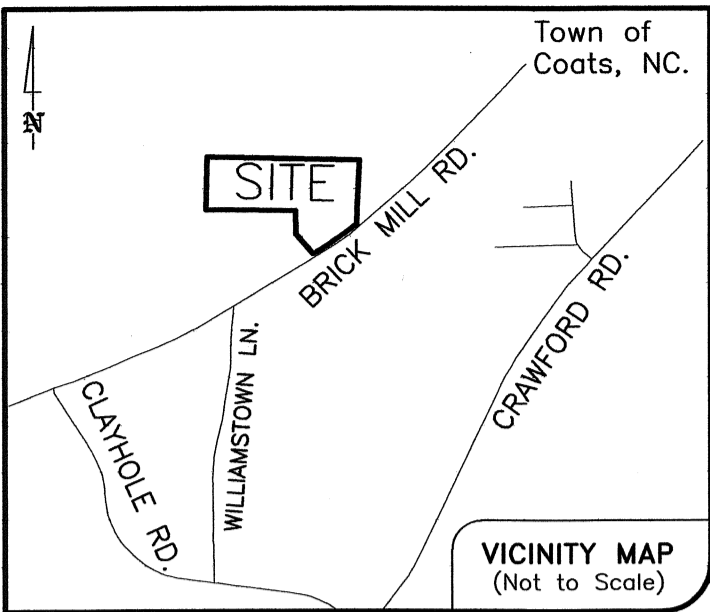 Town of
Coats, NC.
N
SITE
BRICK MILL RD.
CRAWFORD RD.
WILLIAMSTOWN LN.
CLAYHOLE RD.
VICINITY MAP
(Not to Scale)